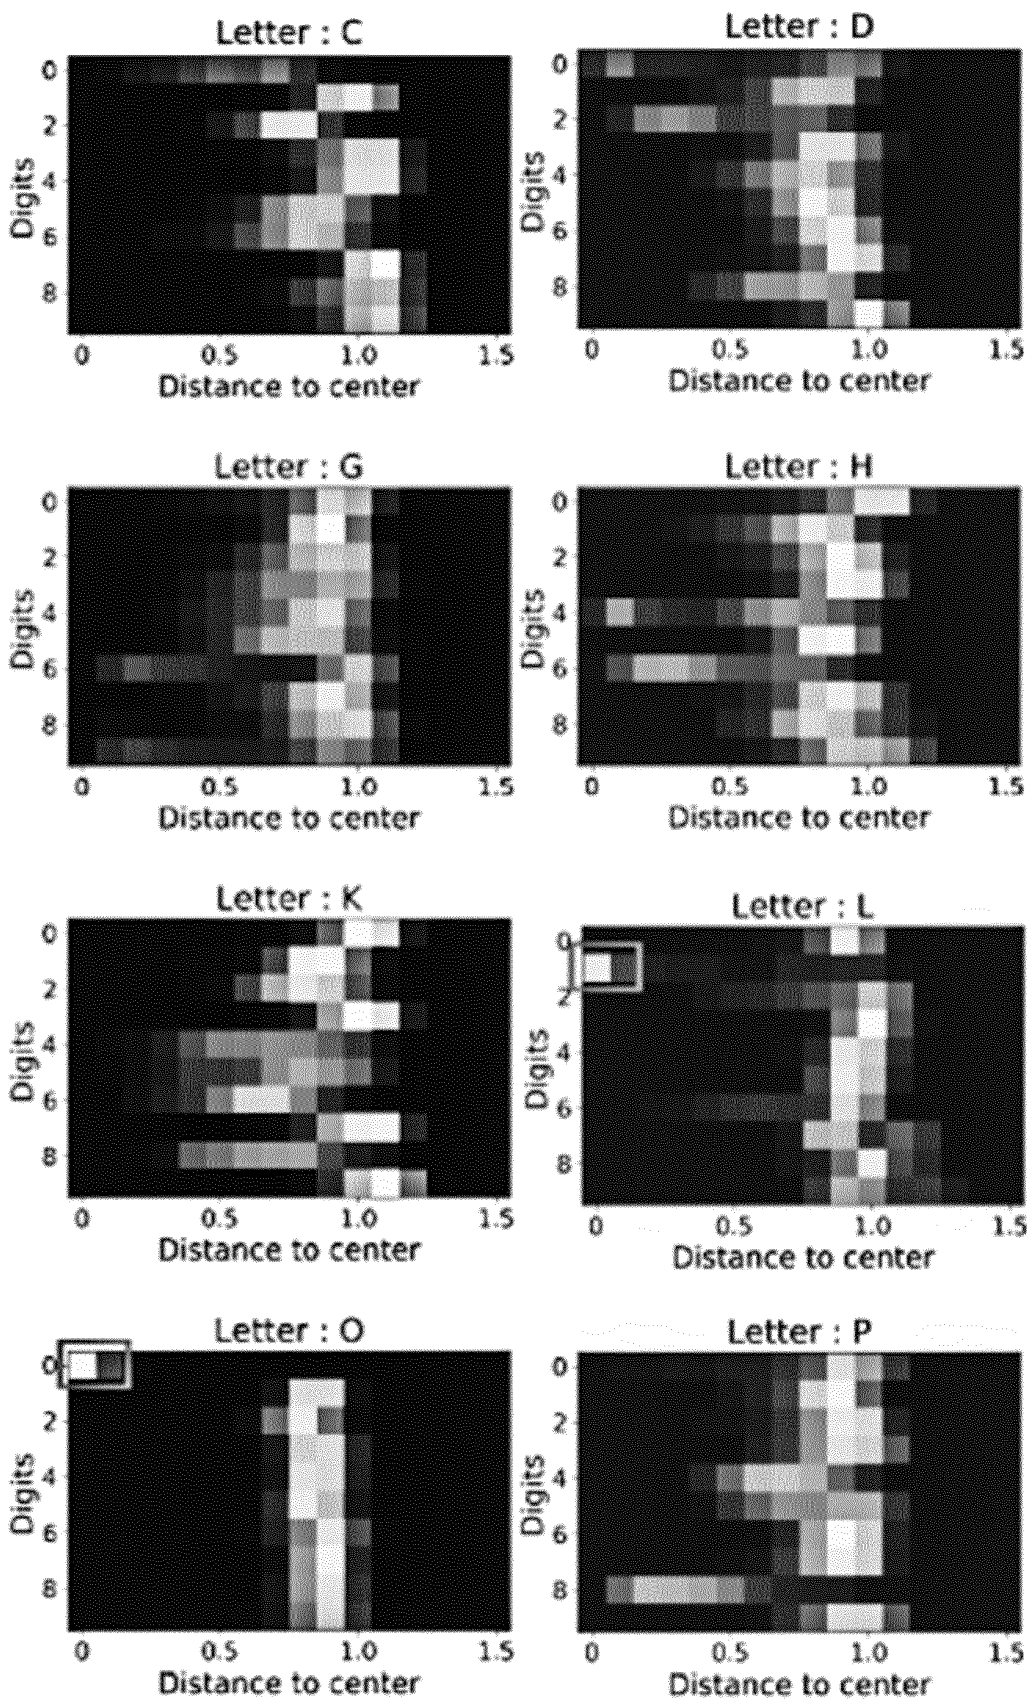 Letter : C
0
2
4
6
8
Digits
0 0.5 1.0 1.5
Distance to center
Letter : D
0
2
4
6
8
Digits
0 0.5 1.0 1.5
Distance to center
Letter : G
0
2
4
6
8
Digits
0 0.5 1.0 1.5
Distance to center
Letter : H
0
2
4
6
8
Digits
0 0.5 1.0 1.5
Distance to center
Letter : K
0
2
4
6
8
Digits
0 0.5 1.0 1.5
Distance to center
Letter : L
0
2
4
6
8
Digits
0 0.5 1.0 1.5
Distance to center
Letter : O
0
2
4
6
8
Digits
0 0.5 1.0 1.5
Distance to center
Letter : P
0
2
4
6
8
Digits
0 0.5 1.0 1.5
Distance to center